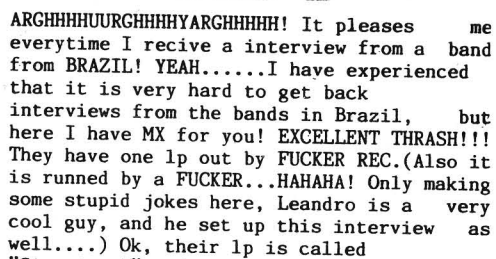 ARGHHHHUURGHHHHYARGHHHHH! It pleases me
everytime I recive a interview from a band
from BRAZIL! YEAH......I have experienced
that it is very hard to get back
interviews from the bands in Brazil, but
here I have MX for you! EXCELLENT THRASH!!!
They have one lp out by FUCKER REC.(Also it
is runned by a FUCKER...HAHAHA! Only making
some stupid jokes here, Leandro is a very
cool guy, and he set up this interview as
well....) Ok, their lp is called